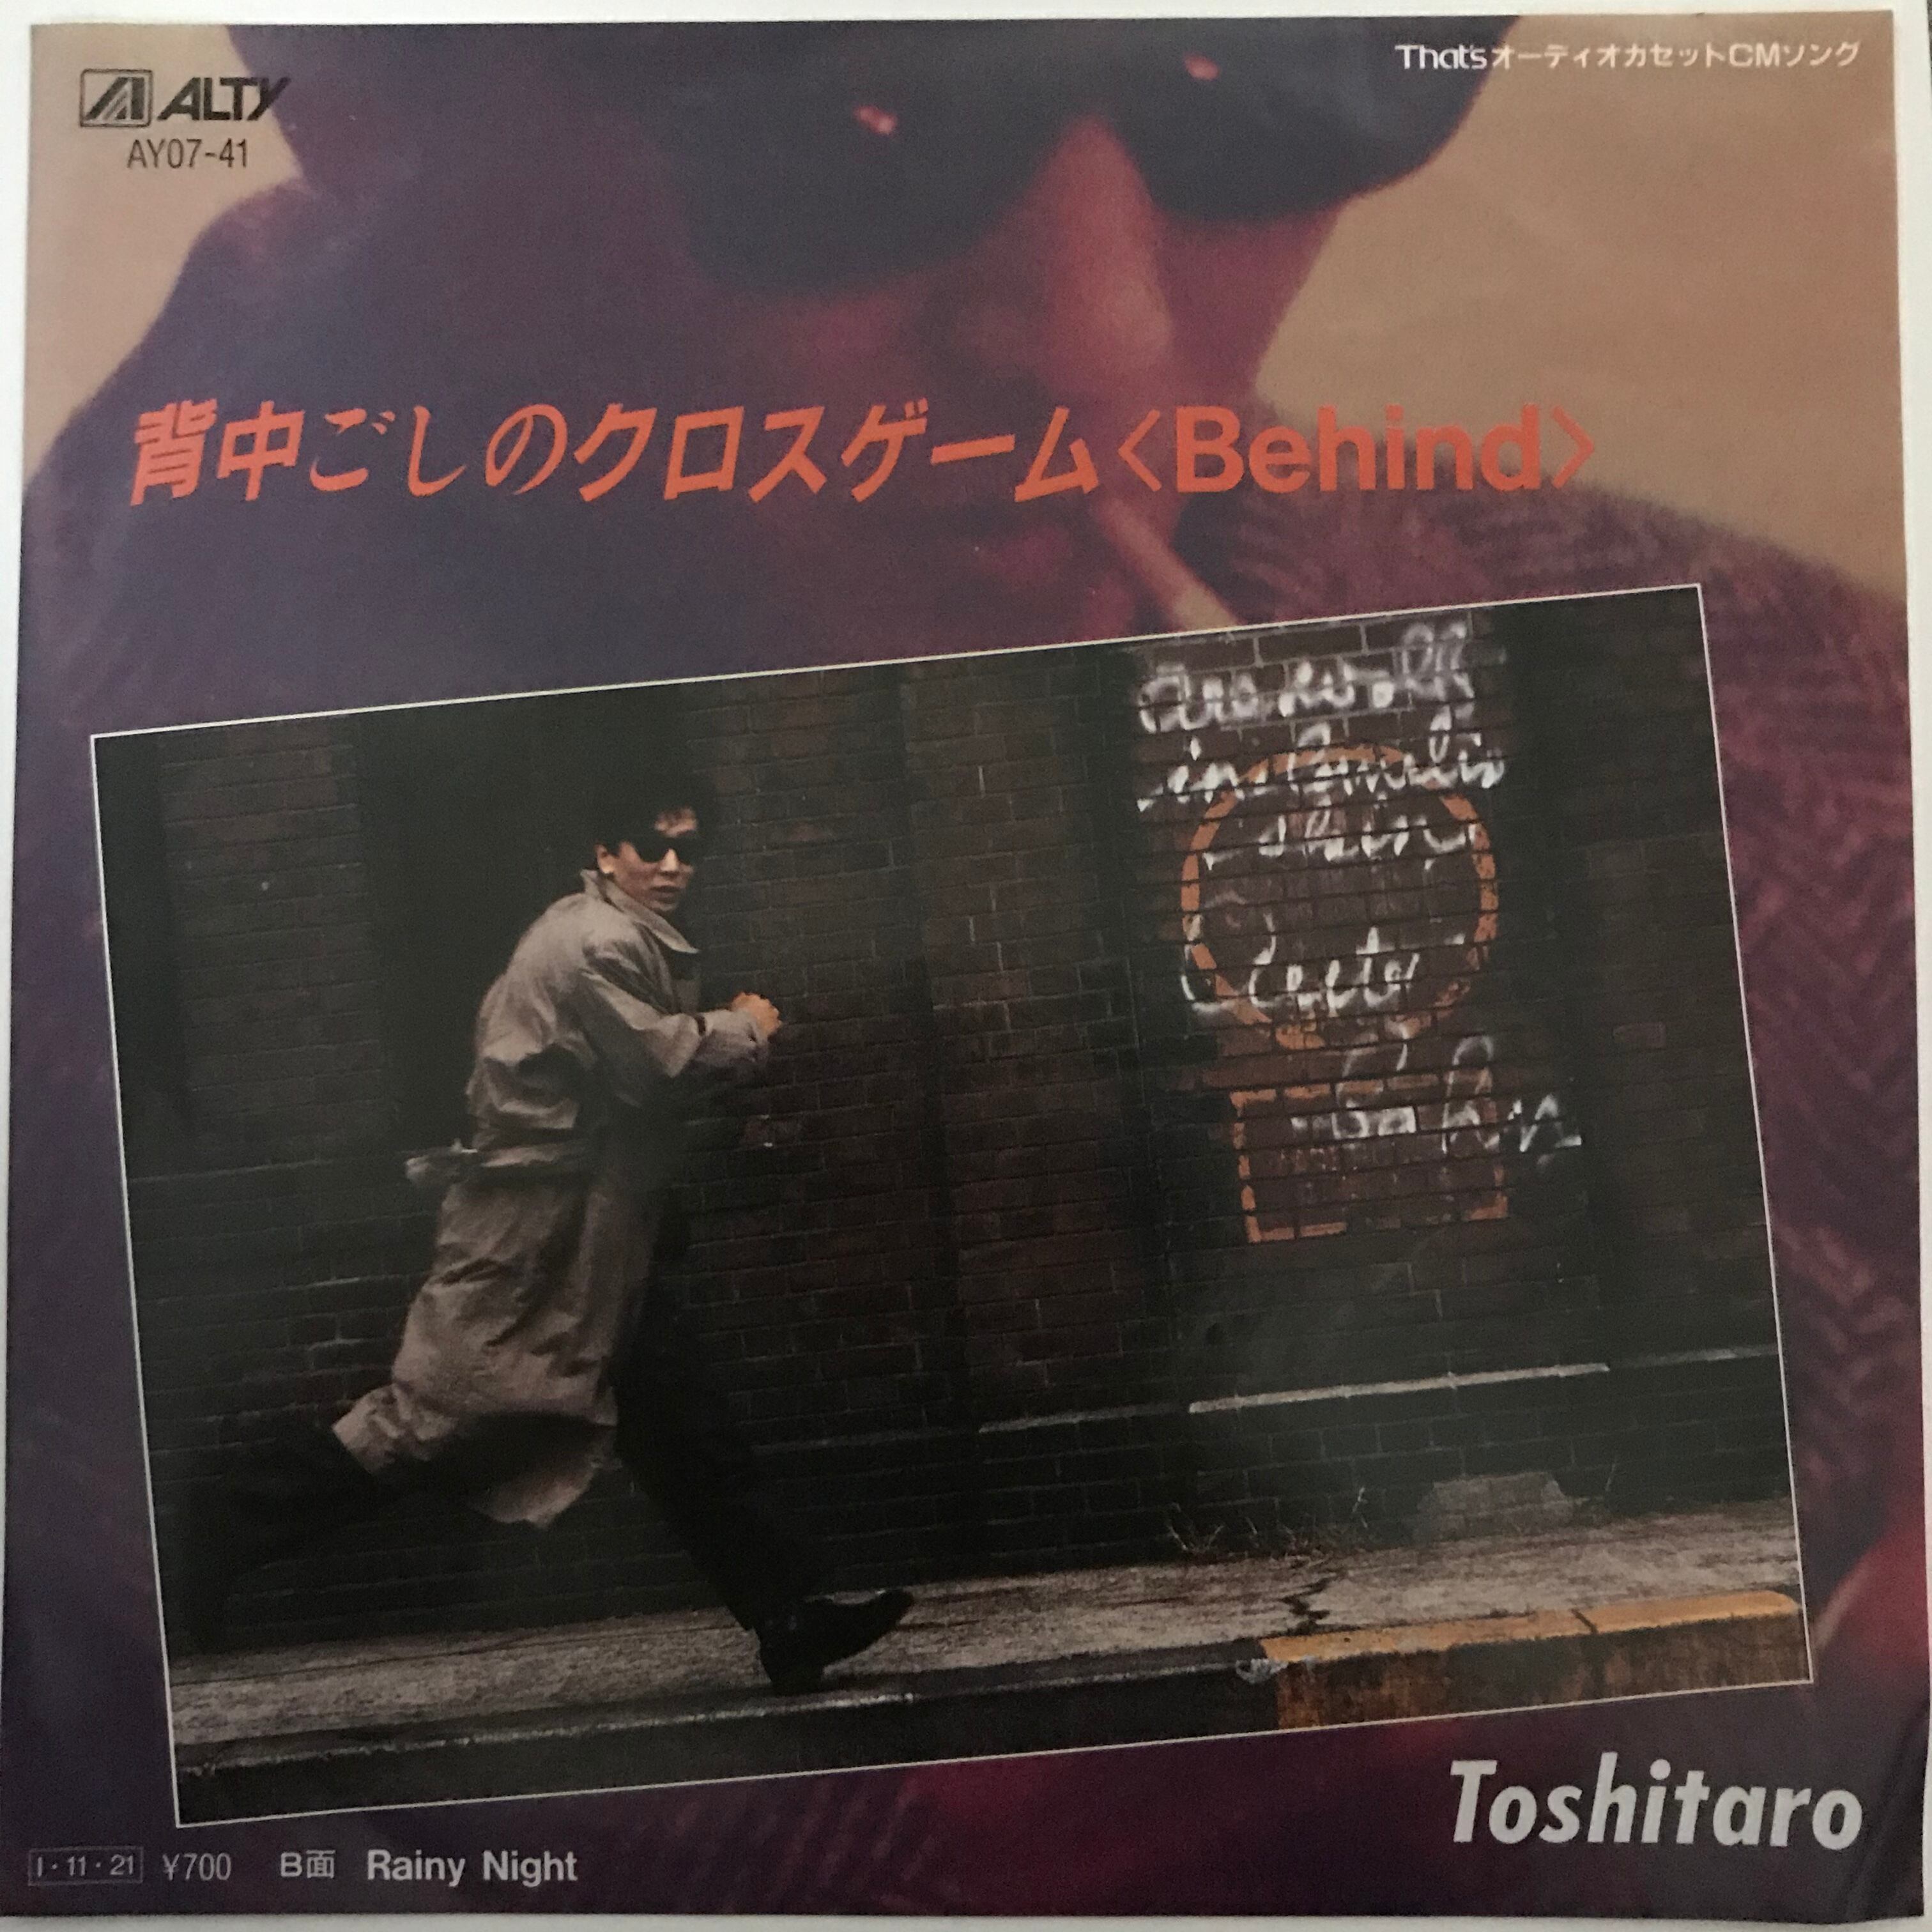 That'sオーディオカセットCMソング
ALTY
AY07-41
背中ごしのクロスゲーム〈Behind〉
Toshitaro
I・11・21 ¥700 B面 Rainy Night